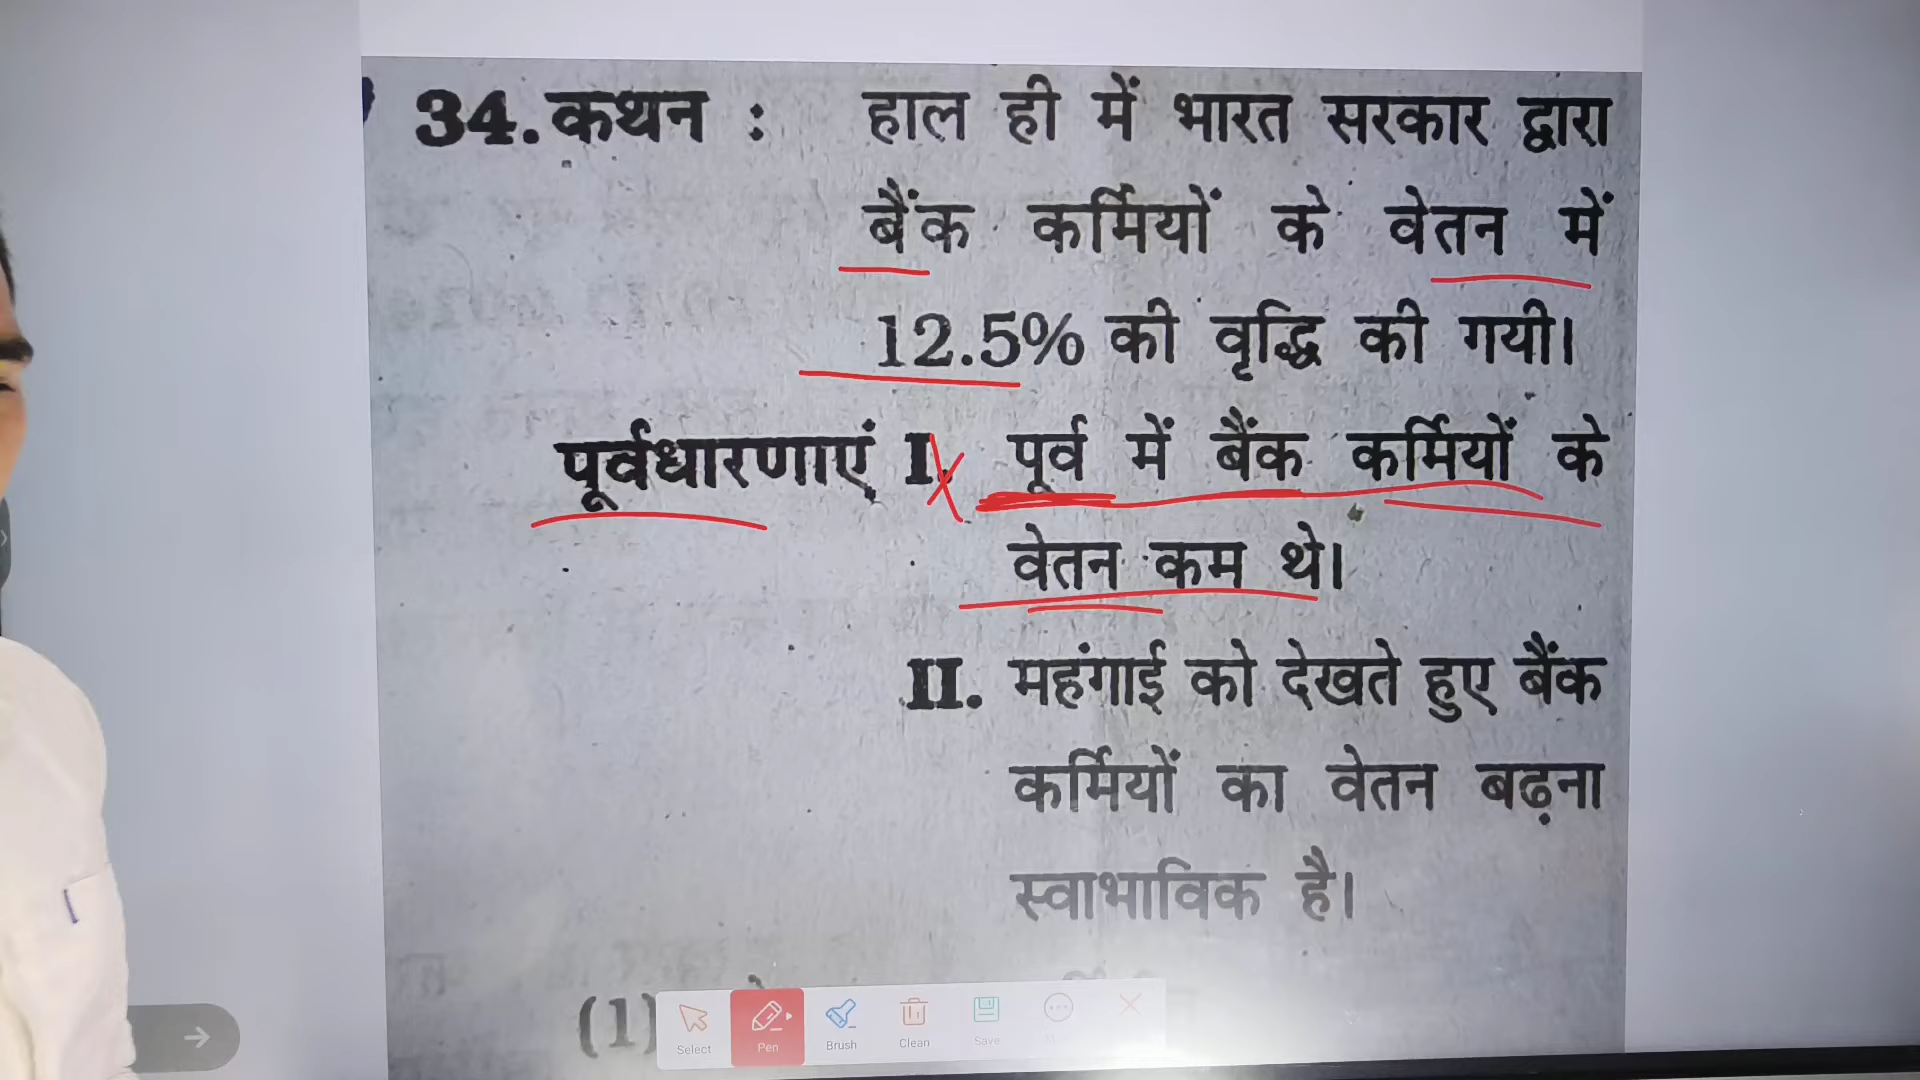 34. कथन : हाल ही में भारत सरकार द्वारा
बैंक कर्मियों के वेतन में
12.5% की वृद्धि की गयी।
पूर्वधारणाएं I. पूर्व में बैंक कर्मियों के
वेतन कम थे।
II. महंगाई को देखते हुए बैंक
कर्मियों का वेतन बढ़ना
स्वाभाविक है।
(1)
Select Pen Brush Clean Save